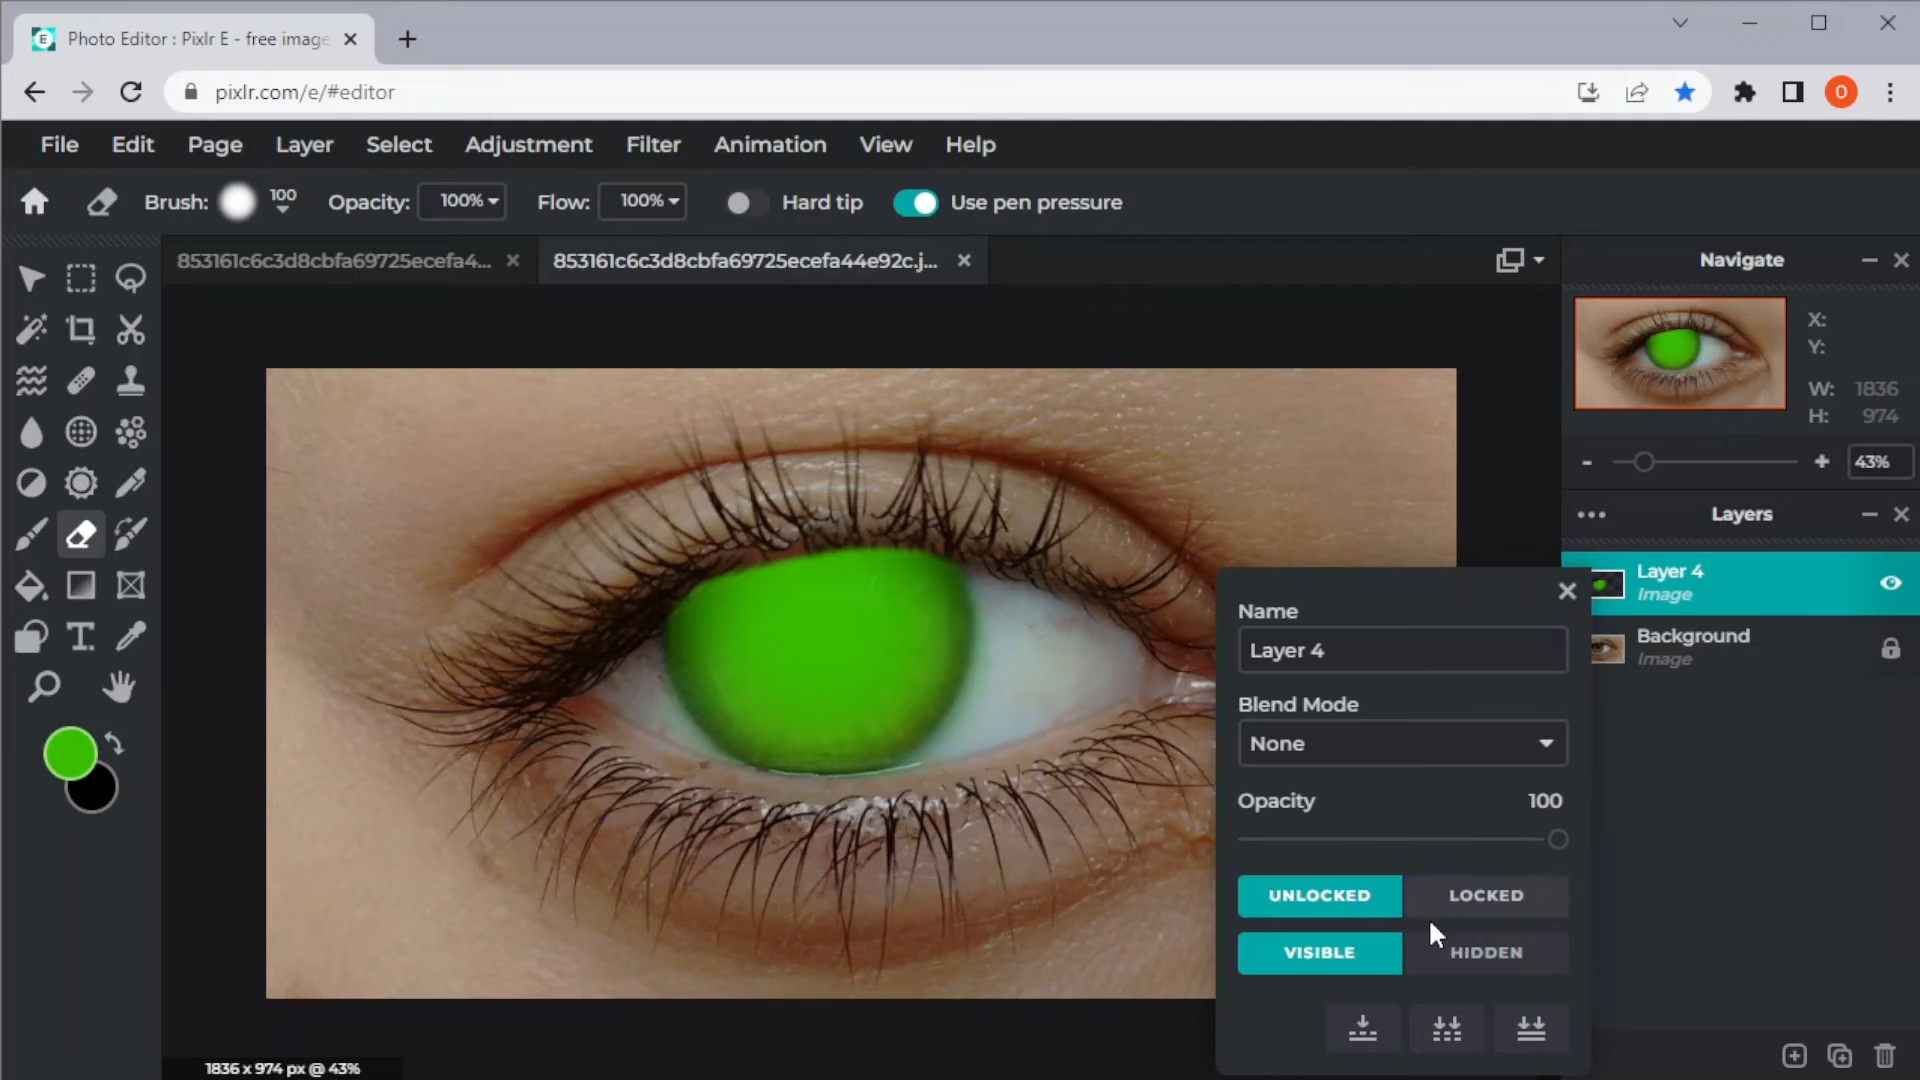 Photo Editor : Pixlr E - free image
pixlr.com/e/#editor
O
File Edit Page Layer Select Adjustment Filter Animation View Help
Brush: 100 Opacity: 100% Flow: 100% Hard tip Use pen pressure
853161c6c3d8cbfa69725ecefa4... 853161c6c3d8cbfa69725ecefa44e92c.j...
Navigate
X:
Y:
W: 1836
H: 974
- + 43%
Layers
Layer 4
Image
Background
Image
Name
Layer 4
Blend Mode
None
Opacity 100
UNLOCKED LOCKED
VISIBLE HIDDEN
1836 x 974 px @ 43%